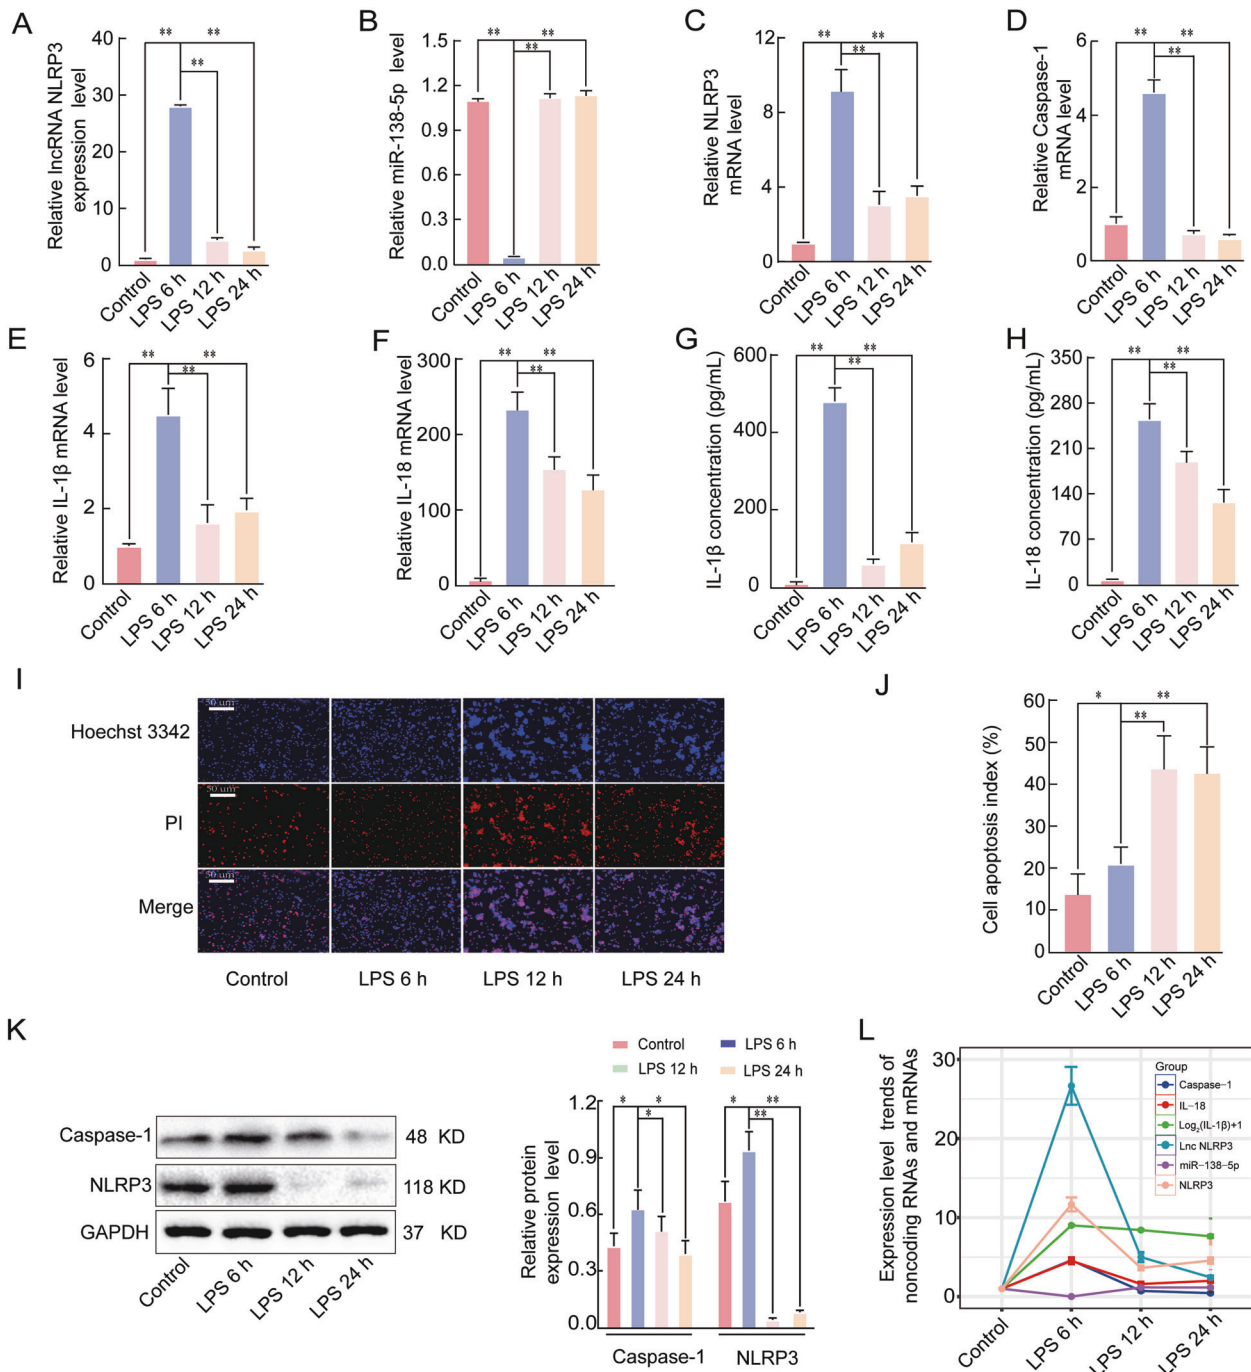 A
Relative lncRNA NLRP3
expression level
40
30
20
10
0
**
**
**
Control
LPS 6 h
LPS 12 h
LPS 24 h
B
Relative miR-138-5p level
1.5
1.2
0.9
0.6
0.3
0.0
**
**
**
Control
LPS 6 h
LPS 12 h
LPS 24 h
C
Relative NLRP3
mRNA level
12
8
4
0
**
**
**
Control
LPS 6 h
LPS 12 h
LPS 24 h
D
Relative Caspase-1
mRNA level
6
4
2
0
**
**
**
Control
LPS 6 h
LPS 12 h
LPS 24 h
E
Relative IL-1β mRNA level
6
4
2
0
**
**
**
Control
LPS 6 h
LPS 12 h
LPS 24 h
F
Relative IL-18 mRNA level
300
200
100
0
**
**
**
Control
LPS 6 h
LPS 12 h
LPS 24 h
G
IL-1β concentration (pg/mL)
600
400
200
0
**
**
**
Control
LPS 6 h
LPS 12 h
LPS 24 h
H
IL-18 concentration (pg/mL)
350
280
210
140
70
0
**
**
**
Control
LPS 6 h
LPS 12 h
LPS 24 h
I
Hoechst 3342
50 um
PI
50 um
Merge
50 um
Control
LPS 6 h
LPS 12 h
LPS 24 h
J
Cell apoptosis index (%)
60
50
40
30
20
10
0
*
**
**
Control
LPS 6 h
LPS 12 h
LPS 24 h
K
Caspase-1
48 KD
NLRP3
118 KD
GAPDH
37 KD
Control
LPS 6 h
LPS 12 h
LPS 24 h
Control
LPS 6 h
LPS 12 h
LPS 24 h
Relative protein
expression level
1.2
0.9
0.6
0.3
0.0
*
*
*
*
**
**
Caspase-1
NLRP3
L
Expression level trends of
noncoding RNAs and mRNAs
30
20
10
0
Group
Caspase-1
IL-18
Log₂(IL-1β)+1
Lnc NLRP3
miR-138-5p
NLRP3
Control
LPS 6 h
LPS 12 h
LPS 24 h